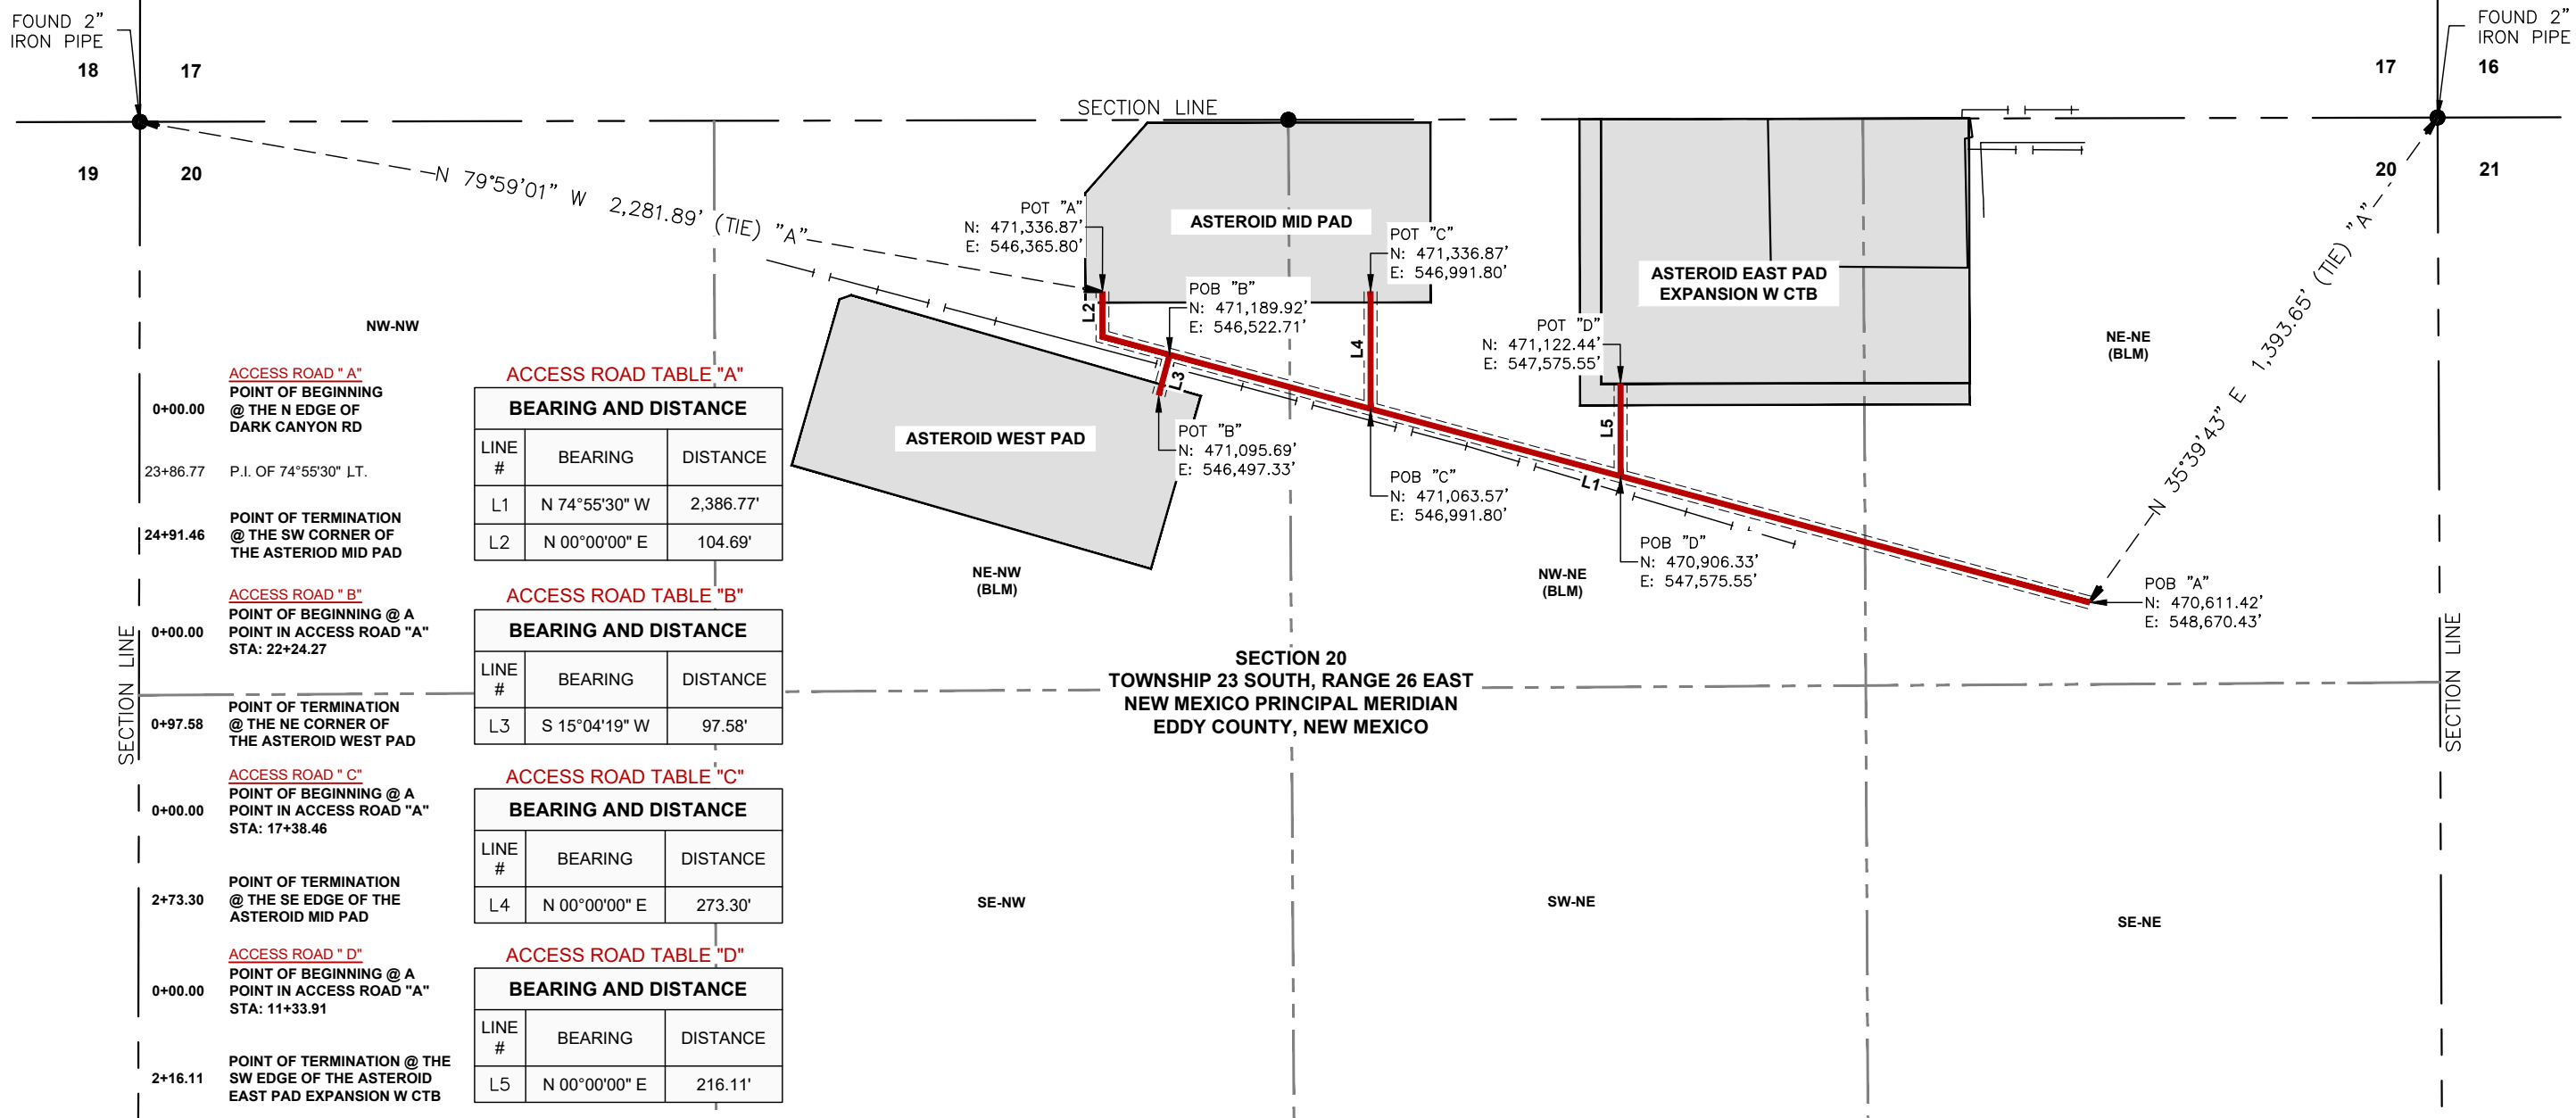 FOUND 2"
IRON PIPE
18
17
19
20
FOUND 2"
IRON PIPE
17
16
20
21
SECTION LINE
N 79°59'01" W 2,281.89' (TIE) "A"
POT "A"
N: 471,336.87'
E: 546,365.80'
ASTEROID MID PAD
POT "C"
N: 471,336.87'
E: 546,991.80'
POB "B"
N: 471,189.92'
E: 546,522.71'
ASTEROID EAST PAD
EXPANSION W CTB
POT "D"
N: 471,122.44'
E: 547,575.55'
NE-NE
(BLM)
N 35°39'43" E 1,393.65' (TIE) "A"
NW-NW
L2
L3
L4
L5
L1
ASTEROID WEST PAD
POT "B"
N: 471,095.69'
E: 546,497.33'
POB "C"
N: 471,063.57'
E: 546,991.80'
POB "D"
N: 470,906.33'
E: 547,575.55'
POB "A"
N: 470,611.42'
E: 548,670.43'
NE-NW
(BLM)
NW-NE
(BLM)
SECTION LINE
SECTION LINE
SECTION 20
TOWNSHIP 23 SOUTH, RANGE 26 EAST
NEW MEXICO PRINCIPAL MERIDIAN
EDDY COUNTY, NEW MEXICO
SE-NW
SW-NE
SE-NE
ACCESS ROAD " A"
0+00.00
POINT OF BEGINNING
@ THE N EDGE OF
DARK CANYON RD
23+86.77 P.I. OF 74°55'30" LT.
24+91.46
POINT OF TERMINATION
@ THE SW CORNER OF
THE ASTERIOD MID PAD
ACCESS ROAD TABLE "A"
BEARING AND DISTANCE
LINE # BEARING DISTANCE
L1 N 74°55'30" W 2,386.77'
L2 N 00°00'00" E 104.69'
ACCESS ROAD " B"
0+00.00
POINT OF BEGINNING @ A
POINT IN ACCESS ROAD "A"
STA: 22+24.27
0+97.58
POINT OF TERMINATION
@ THE NE CORNER OF
THE ASTEROID WEST PAD
ACCESS ROAD TABLE "B"
BEARING AND DISTANCE
LINE # BEARING DISTANCE
L3 S 15°04'19" W 97.58'
ACCESS ROAD " C"
0+00.00
POINT OF BEGINNING @ A
POINT IN ACCESS ROAD "A"
STA: 17+38.46
2+73.30
POINT OF TERMINATION
@ THE SE EDGE OF THE
ASTEROID MID PAD
ACCESS ROAD TABLE "C"
BEARING AND DISTANCE
LINE # BEARING DISTANCE
L4 N 00°00'00" E 273.30'
ACCESS ROAD " D"
0+00.00
POINT OF BEGINNING @ A
POINT IN ACCESS ROAD "A"
STA: 11+33.91
2+16.11
POINT OF TERMINATION @ THE
SW EDGE OF THE ASTEROID
EAST PAD EXPANSION W CTB
ACCESS ROAD TABLE "D"
BEARING AND DISTANCE
LINE # BEARING DISTANCE
L5 N 00°00'00" E 216.11'